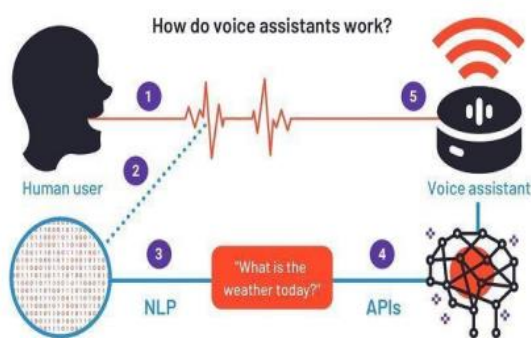 How do voice assistants work?
1
5
Human user
2
Voice assistant
3
4
"What is the
weather today?"
NLP
APIs